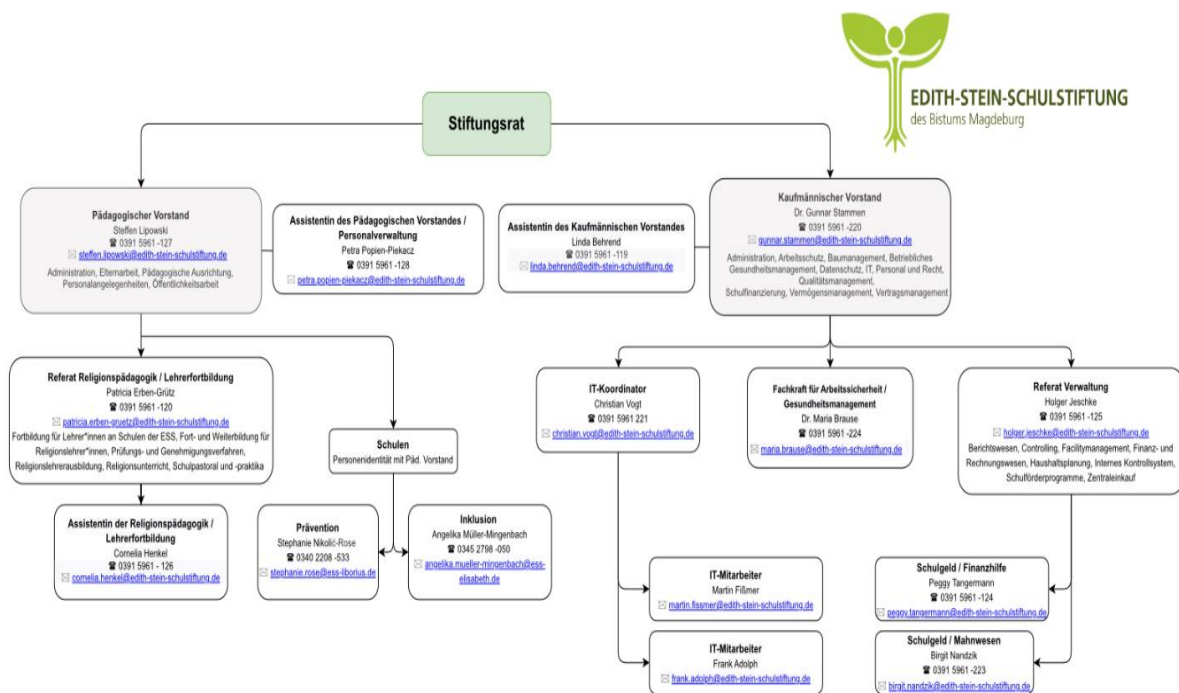 EDITH-STEIN-SCHULSTIFTUNG
des Bistums Magdeburg
Stiftungsrat
Pädagogischer Vorstand
Steffen Lipowski
☎ 0391 5961 -127
✉ steffen.lipowski@edith-stein-schulstiftung.de
Administration, Elternarbeit, Pädagogische Ausrichtung,
Personalangelegenheiten, Öffentlichkeitsarbeit
Assistentin des Pädagogischen Vorstandes /
Personalverwaltung
Petra Popien-Piekacz
☎ 0391 5961 -128
✉ petra.popien-piekacz@edith-stein-schulstiftung.de
Assistentin des Kaufmännischen Vorstandes
Linda Behrend
☎ 0391 5961 -119
✉ linda.behrend@edith-stein-schulstiftung.de
Kaufmännischer Vorstand
Dr. Gunnar Stammen
☎ 0391 5961 -220
✉ gunnar.stammen@edith-stein-schulstiftung.de
Administration, Arbeitsschutz, Baumanagement, Betriebliches
Gesundheitsmanagement, Datenschutz, IT, Personal und Recht,
Qualitätsmanagement,
Schulfinanzierung, Vermögensmanagement, Vertragsmanagement
Referat Religionspädagogik / Lehrerfortbildung
Patricia Erben-Grütz
☎ 0391 5961 -120
✉ patricia.erben-gruetz@edith-stein-schulstiftung.de
Fortbildung für Lehrer*innen an Schulen der ESS, Fort- und Weiterbildung für
Religionslehrer*innen, Prüfungs- und Genehmigungsverfahren,
Religionslehrerausbildung, Religionsunterricht, Schulpastoral und -praktika
Schulen
Personenidentität mit Päd. Vorstand
IT-Koordinator
Christian Vogt
☎ 0391 5961 221
✉ christian.vogt@edith-stein-schulstiftung.de
Fachkraft für Arbeitssicherheit /
Gesundheitsmanagement
Dr. Maria Brause
☎ 0391 5961 -224
✉ maria.brause@edith-stein-schulstiftung.de
Referat Verwaltung
Holger Jeschke
☎ 0391 5961 -125
✉ holger.jeschke@edith-stein-schulstiftung.de
Berichtswesen, Controlling, Facilitymanagement, Finanz- und
Rechnungswesen, Haushaltsplanung, Internes Kontrollsystem,
Schulförderprogramme, Zentraleinkauf
Assistentin der Religionspädagogik /
Lehrerfortbildung
Cornelia Henkel
☎ 0391 5961 - 126
✉ cornelia.henkel@edith-stein-schulstiftung.de
Prävention
Stephanie Nikolić-Rose
☎ 0340 2208 -533
✉ stephanie.rose@ess-liborius.de
Inklusion
Angelika Müller-Mingenbach
☎ 0345 2798 -050
✉ angelika.mueller-mingenbach@ess-
elisabeth.de
IT-Mitarbeiter
Martin Fißmer
✉ martin.fissmer@edith-stein-schulstiftung.de
IT-Mitarbeiter
Frank Adolph
✉ frank.adolph@edith-stein-schulstiftung.de
Schulgeld / Finanzhilfe
Peggy Tangermann
☎ 0391 5961 -124
✉ peggy.tangermann@edith-stein-schulstiftung.de
Schulgeld / Mahnwesen
Birgit Nandzik
☎ 0391 5961 -223
✉ birgit.nandzik@edith-stein-schulstiftung.de